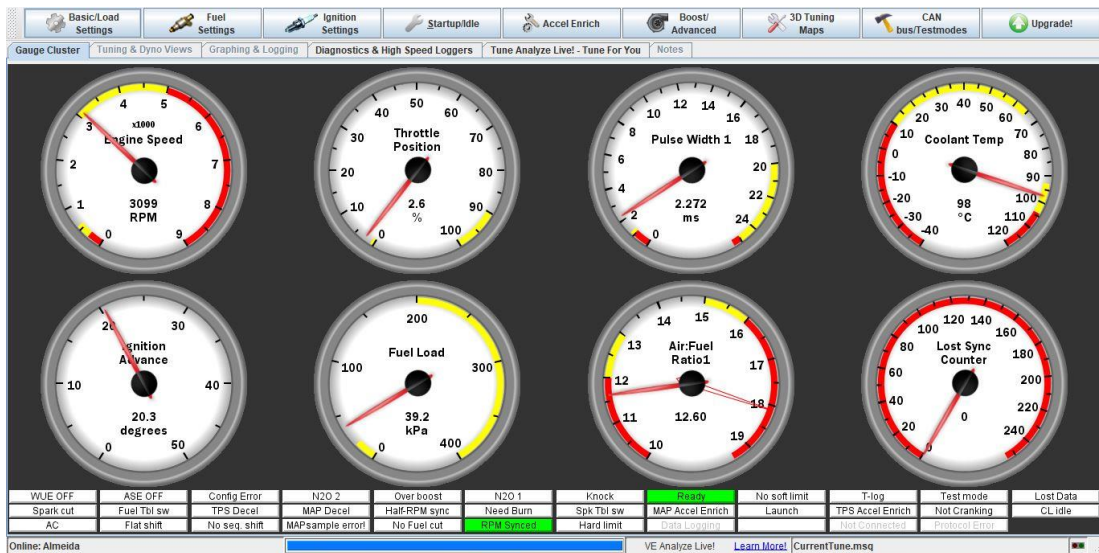 Basic/Load Settings
Fuel Settings
Ignition Settings
Startup/Idle
Accel Enrich
Boost/ Advanced
3D Tuning Maps
CAN bus/Testmodes
Upgrade!
Gauge Cluster
Tuning & Dyno Views
Graphing & Logging
Diagnostics & High Speed Loggers
Tune Analyze Live! - Tune For You
Notes
0 1 2 3 4 5 6 7 8 9
x1000
Engine Speed
3099
RPM
0 10 20 30 40 50 60 70 80 90 100
Throttle
Position
2.6
%
0 2 4 6 8 10 12 14 16 18 20 22 24
Pulse Width 1
2.272
ms
-40 -30 -20 -10 0 10 20 30 40 50 60 70 80 90 100 110 120
Coolant Temp
98
°C
0 10 20 30 40 50
Ignition
Advance
20.3
degrees
0 100 200 300 400
Fuel Load
39.2
kPa
10 11 12 13 14 15 16 17 18 19
Air:Fuel
Ratio1
12.60
0 20 40 60 80 100 120 140 160 180 200 220 240
Lost Sync
Counter
0
WUE OFF ASE OFF Config Error N2O 2 Over boost N2O 1 Knock Ready No soft limit T-log Test mode Lost Data
Spark cut Fuel Tbl sw TPS Decel MAP Decel Half-RPM sync Need Burn Spk Tbl sw MAP Accel Enrich Launch TPS Accel Enrich Not Cranking CL idle
AC Flat shift No seq. shift MAPsample error! No Fuel cut RPM Synced Hard limit Data Logging Not Connected Protocol Error
Online: Almeida VE Analyze Live! Learn More! CurrentTune.msq